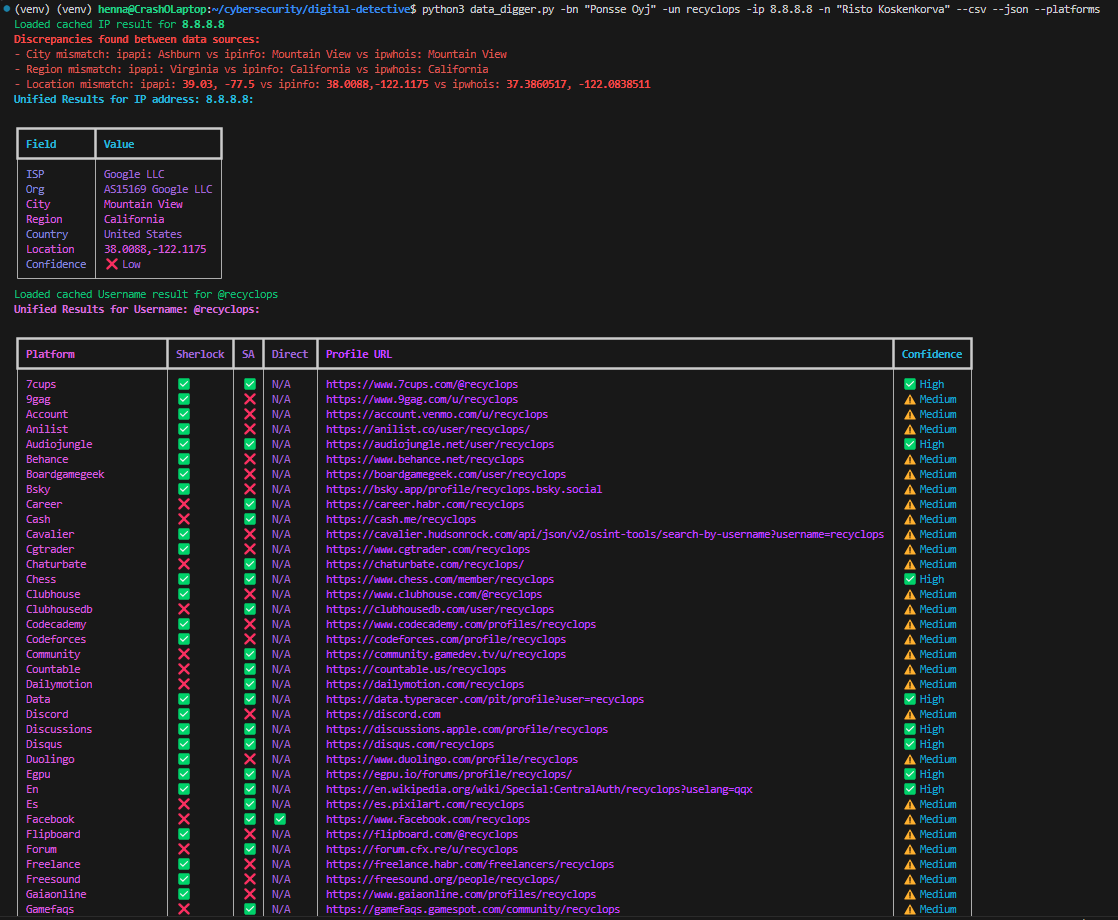 (venv) (venv) henna@CrashOLaptop:~/cybersecurity/digital-detective$ python3 data_digger.py -bn "Ponsse Oyj" -un recyclops -ip 8.8.8.8 -n "Risto Koskenkorva" --csv --json --platforms
Loaded cached IP result for 8.8.8.8
Discrepancies found between data sources:
- City mismatch: ipapi: Ashburn vs ipinfo: Mountain View vs ipwhois: Mountain View
- Region mismatch: ipapi: Virginia vs ipinfo: California vs ipwhois: California
- Location mismatch: ipapi: 39.03, -77.5 vs ipinfo: 38.0088,-122.1175 vs ipwhois: 37.3860517, -122.0838511
Unified Results for IP address: 8.8.8.8:
Field Value
ISP Google LLC
Org AS15169 Google LLC
City Mountain View
Region California
Country United States
Location 38.0088,-122.1175
Confidence ❌ Low
Loaded cached Username result for @recyclops
Unified Results for Username: @recyclops:
Platform Sherlock SA Direct Profile URL Confidence
7cups ✅ ✅ N/A https://www.7cups.com/@recyclops ✅ High
9gag ✅ ❌ N/A https://www.9gag.com/u/recyclops ⚠ Medium
Account ✅ ❌ N/A https://account.venmo.com/u/recyclops ⚠ Medium
Anilist ✅ ❌ N/A https://anilist.co/user/recyclops/ ⚠ Medium
Audiojungle ✅ ✅ N/A https://audiojungle.net/user/recyclops ✅ High
Behance ✅ ❌ N/A https://www.behance.net/recyclops ⚠ Medium
Boardgamegeek ✅ ❌ N/A https://boardgamegeek.com/user/recyclops ⚠ Medium
Bsky ✅ ❌ N/A https://bsky.app/profile/recyclops.bsky.social ⚠ Medium
Career ❌ ✅ N/A https://career.habr.com/recyclops ⚠ Medium
Cash ❌ ✅ N/A https://cash.me/recyclops ⚠ Medium
Cavalier ✅ ❌ N/A https://cavalier.hudsonrock.com/api/json/v2/osint-tools/search-by-username?username=recyclops ⚠ Medium
Cgtrader ✅ ❌ N/A https://www.cgtrader.com/recyclops ⚠ Medium
Chaturbate ❌ ✅ N/A https://chaturbate.com/recyclops/ ⚠ Medium
Chess ✅ ✅ N/A https://www.chess.com/member/recyclops ✅ High
Clubhouse ✅ ❌ N/A https://www.clubhouse.com/@recyclops ⚠ Medium
Clubhousedb ❌ ✅ N/A https://clubhousedb.com/user/recyclops ⚠ Medium
Codecademy ✅ ❌ N/A https://www.codecademy.com/profiles/recyclops ⚠ Medium
Codeforces ✅ ❌ N/A https://codeforces.com/profile/recyclops ⚠ Medium
Community ❌ ✅ N/A https://community.gamedev.tv/u/recyclops ⚠ Medium
Countable ❌ ✅ N/A https://countable.us/recyclops ⚠ Medium
Dailymotion ❌ ✅ N/A https://dailymotion.com/recyclops ⚠ Medium
Data ✅ ✅ N/A https://data.typeracer.com/pit/profile?user=recyclops ✅ High
Discord ✅ ❌ N/A https://discord.com ⚠ Medium
Discussions ✅ ✅ N/A https://discussions.apple.com/profile/recyclops ✅ High
Disqus ✅ ✅ N/A https://disqus.com/recyclops ✅ High
Duolingo ✅ ❌ N/A https://www.duolingo.com/profile/recyclops ⚠ Medium
Egpu ✅ ✅ N/A https://egpu.io/forums/profile/recyclops/ ✅ High
En ✅ ✅ N/A https://en.wikipedia.org/wiki/Special:CentralAuth/recyclops?uselang=qqx ✅ High
Es ❌ ✅ N/A https://es.pixilart.com/recyclops ⚠ Medium
Facebook ❌ ✅ ✅ https://www.facebook.com/recyclops ⚠ Medium
Flipboard ✅ ❌ N/A https://flipboard.com/@recyclops ⚠ Medium
Forum ❌ ✅ N/A https://forum.cfx.re/u/recyclops ⚠ Medium
Freelance ✅ ❌ N/A https://freelance.habr.com/freelancers/recyclops ⚠ Medium
Freesound ✅ ❌ N/A https://freesound.org/people/recyclops/ ⚠ Medium
Gaiaonline ✅ ❌ N/A https://www.gaiaonline.com/profiles/recyclops ⚠ Medium
Gamefaqs ❌ ✅ N/A https://gamefaqs.gamespot.com/community/recyclops ⚠ Medium